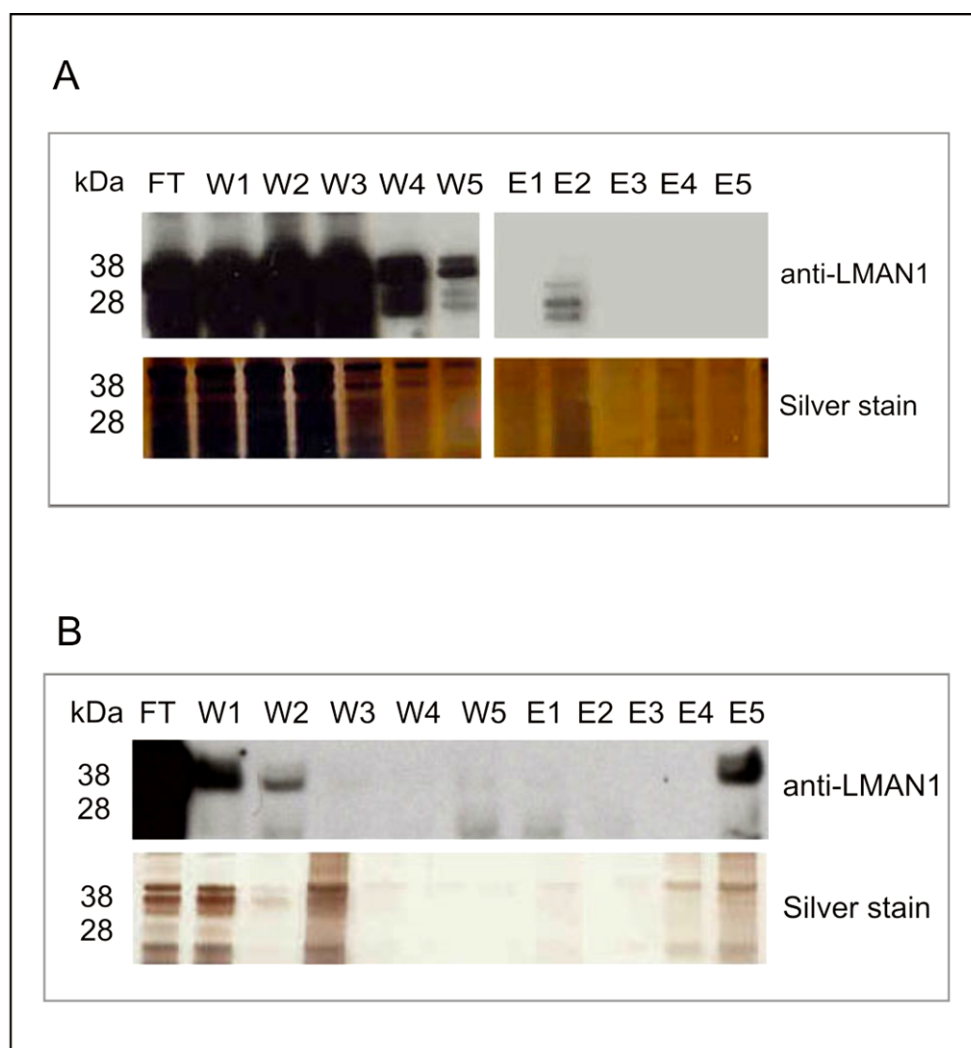 A
kDa FT W1 W2 W3 W4 W5 E1 E2 E3 E4 E5
38
28
anti-LMAN1
38
28
Silver stain
B
kDa FT W1 W2 W3 W4 W5 E1 E2 E3 E4 E5
38
28
anti-LMAN1
38
28
Silver stain